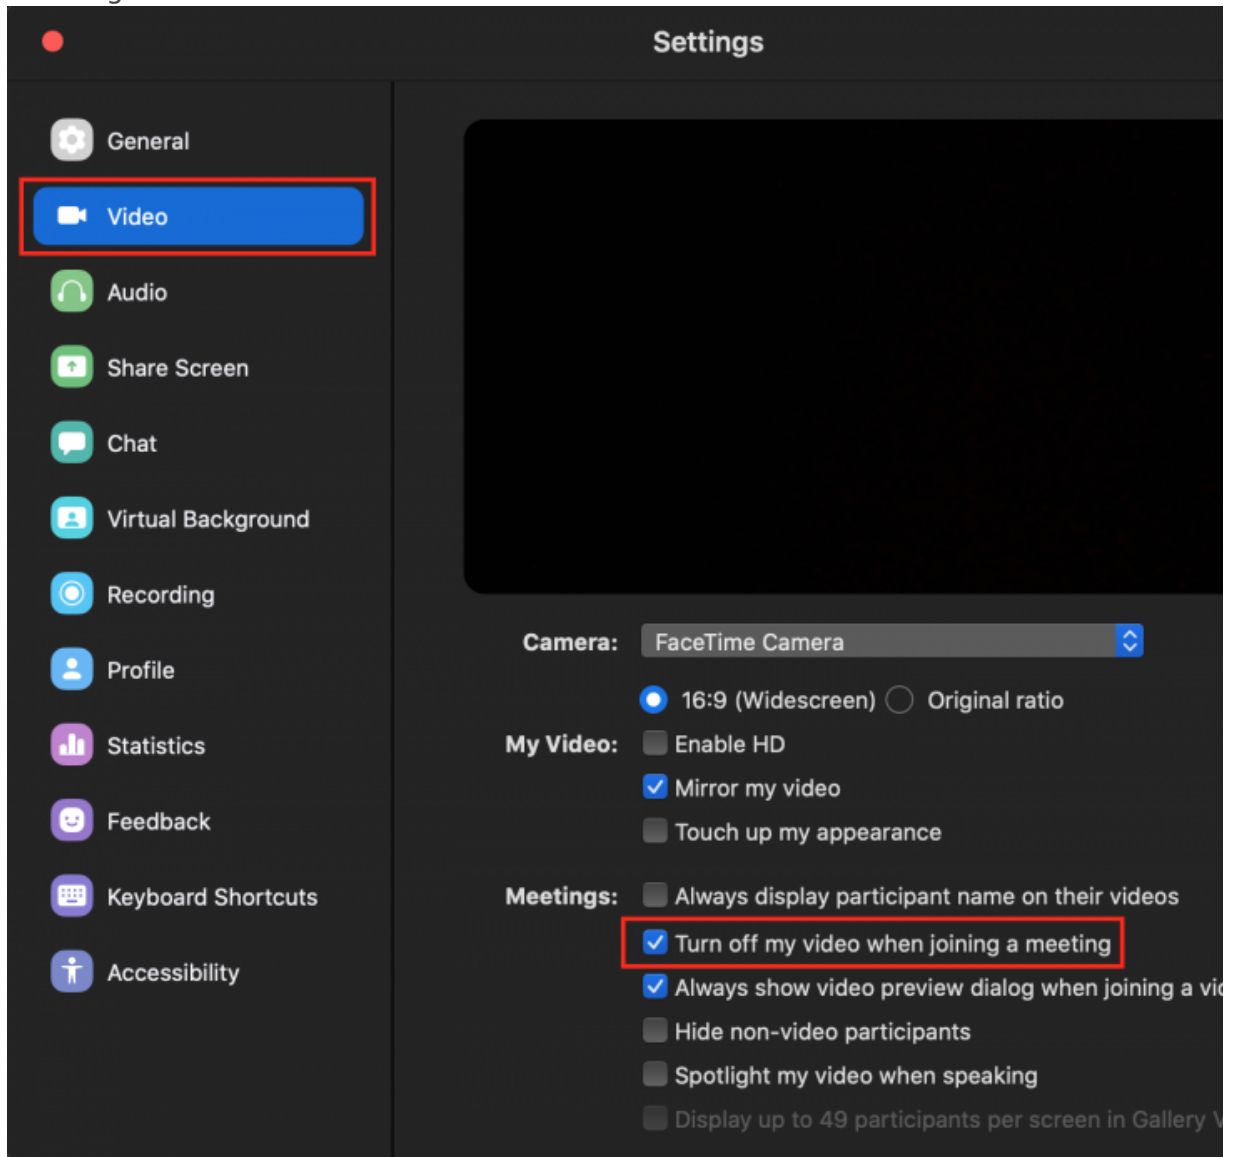 Settings
General
Video
Audio
Share Screen
Chat
Virtual Background
Recording
Profile
Statistics
Feedback
Keyboard Shortcuts
Accessibility
Camera: FaceTime Camera
16:9 (Widescreen) Original ratio
My Video: Enable HD
Mirror my video
Touch up my appearance
Meetings: Always display participant name on their videos
Turn off my video when joining a meeting
Always show video preview dialog when joining a
Hide non-video participants
Spotlight my video when speaking
Display up to 49 participants per screen in Gallery